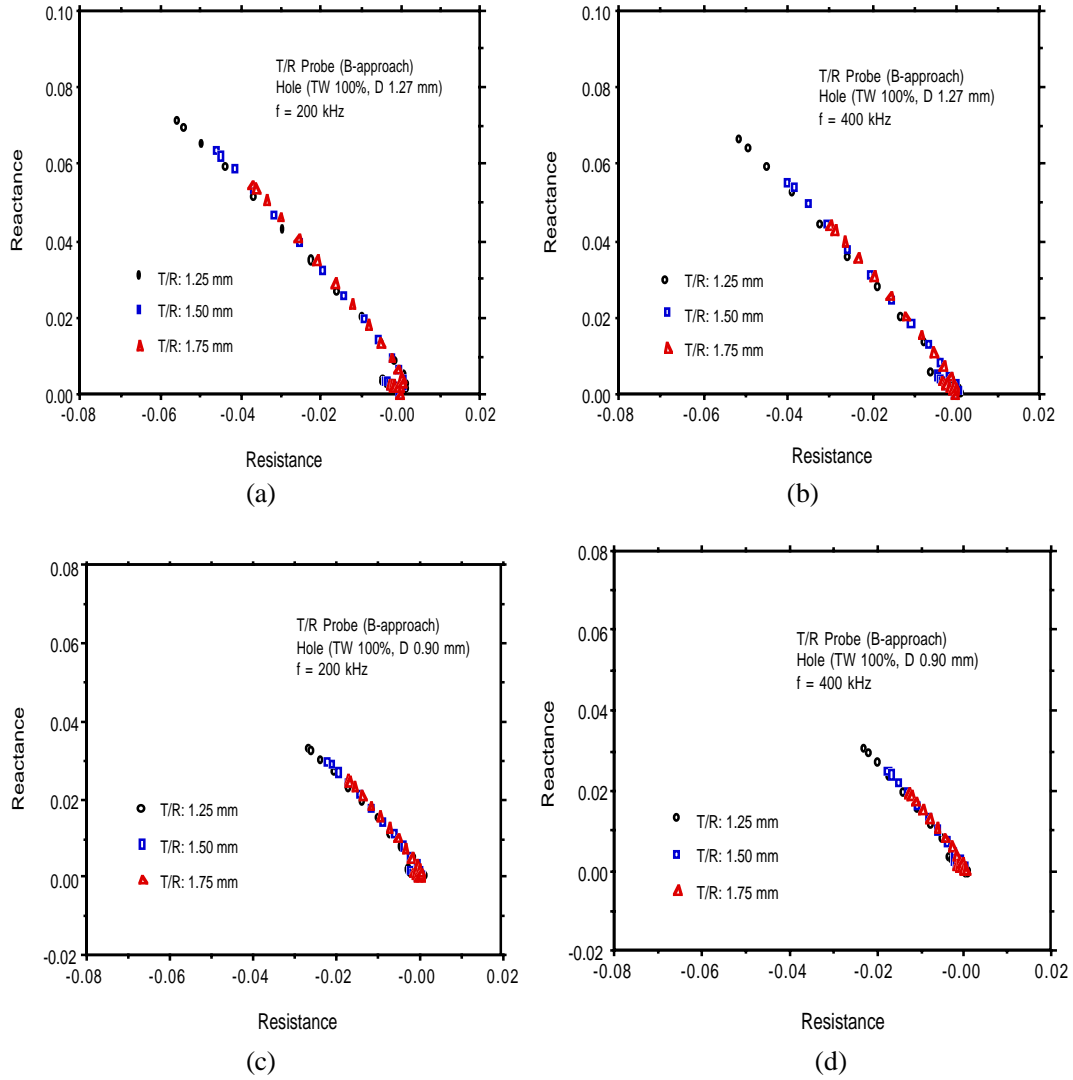 (a)
Reactance
0.10
0.08
0.06
0.04
0.02
0.00
T/R Probe (B-approach)
Hole (TW 100%, D 1.27 mm)
f = 200 kHz
T/R: 1.25 mm
T/R: 1.50 mm
T/R: 1.75 mm
-0.08 -0.06 -0.04 -0.02 -0.00 0.02
Resistance
(b)
Reactance
0.10
0.08
0.06
0.04
0.02
0.00
T/R Probe (B-approach)
Hole (TW 100%, D 1.27 mm)
f = 400 kHz
T/R: 1.25 mm
T/R: 1.50 mm
T/R: 1.75 mm
-0.08 -0.06 -0.04 -0.02 -0.00 0.02
Resistance
(c)
Reactance
0.08
0.06
0.04
0.02
0.00
-0.02
T/R Probe (B-approach)
Hole (TW 100%, D 0.90 mm)
f = 200 kHz
T/R: 1.25 mm
T/R: 1.50 mm
T/R: 1.75 mm
-0.08 -0.06 -0.04 -0.02 -0.00 0.02
Resistance
(d)
Reactance
0.08
0.06
0.04
0.02
0.00
-0.02
T/R Probe (B-approach)
Hole (TW 100%, D 0.90 mm)
f = 400 kHz
T/R: 1.25 mm
T/R: 1.50 mm
T/R: 1.75 mm
-0.08 -0.06 -0.04 -0.02 -0.00 0.02
Resistance